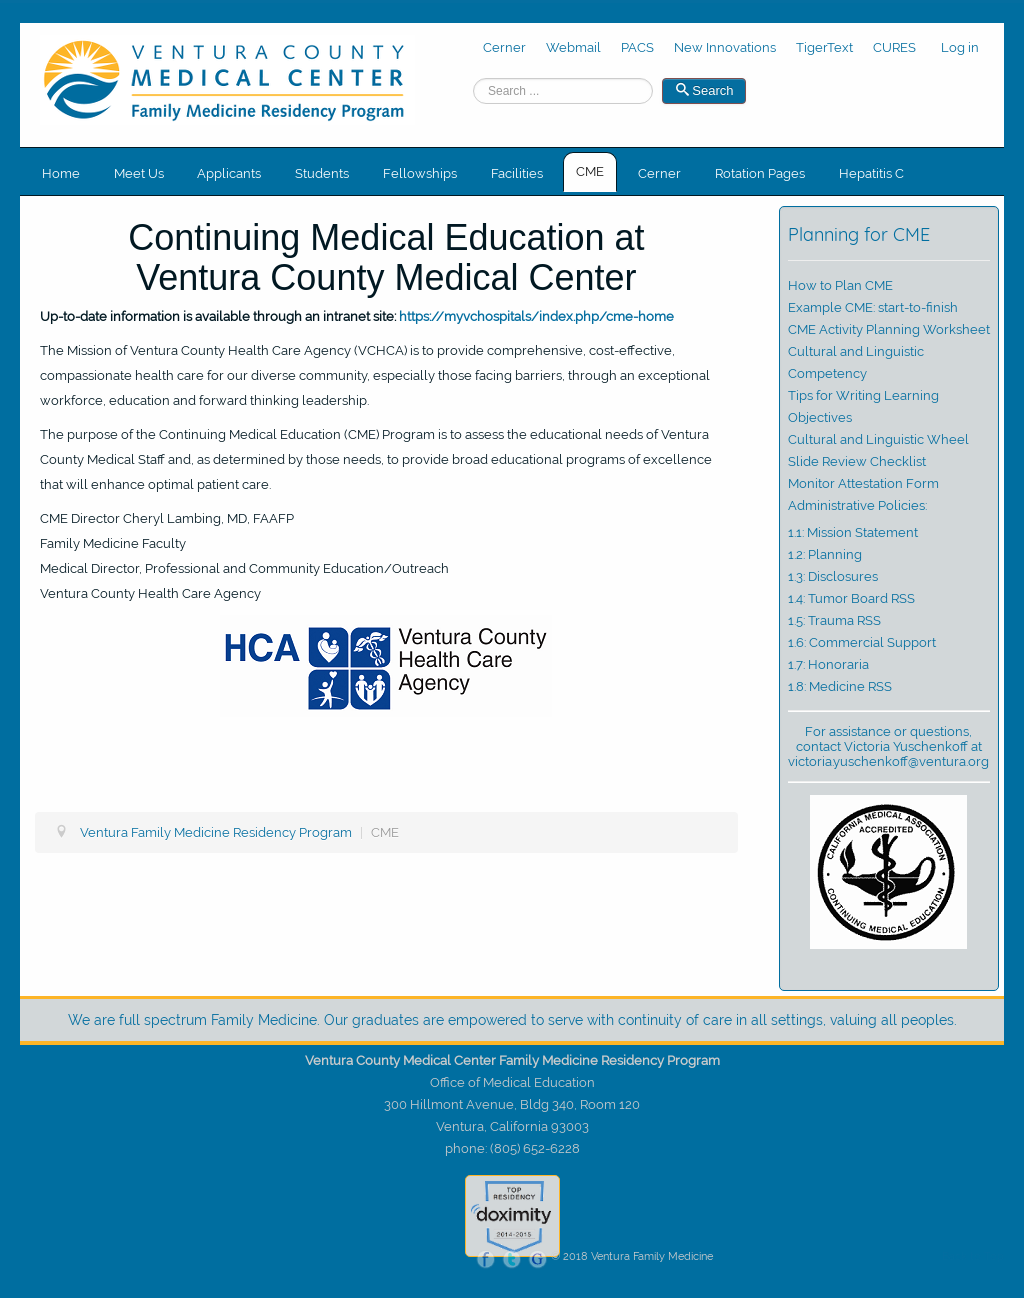 VENTURA COUNTY
MEDICAL CENTER
Family Medicine Residency Program
Cerner Webmail PACS New Innovations TigerText CURES Log in
Search ... Search
Home Meet Us Applicants Students Fellowships Facilities CME Cerner Rotation Pages Hepatitis C
Continuing Medical Education at
Ventura County Medical Center
Up-to-date information is available through an intranet site: https://myvchospitals/index.php/cme-home
The Mission of Ventura County Health Care Agency (VCHCA) is to provide comprehensive, cost-effective,
compassionate health care for our diverse community, especially those facing barriers, through an exceptional
workforce, education and forward thinking leadership.
The purpose of the Continuing Medical Education (CME) Program is to assess the educational needs of Ventura
County Medical Staff and, as determined by those needs, to provide broad educational programs of excellence
that will enhance optimal patient care.
CME Director Cheryl Lambing, MD, FAAFP
Family Medicine Faculty
Medical Director, Professional and Community Education/Outreach
Ventura County Health Care Agency
HCA
Ventura County
Health Care
Agency
Ventura Family Medicine Residency Program | CME
Planning for CME
How to Plan CME
Example CME: start-to-finish
CME Activity Planning Worksheet
Cultural and Linguistic
Competency
Tips for Writing Learning
Objectives
Cultural and Linguistic Wheel
Slide Review Checklist
Monitor Attestation Form
Administrative Policies:
1.1: Mission Statement
1.2: Planning
1.3: Disclosures
1.4: Tumor Board RSS
1.5: Trauma RSS
1.6: Commercial Support
1.7: Honoraria
1.8: Medicine RSS
For assistance or questions,
contact Victoria Yuschenkoff at
victoria.yuschenkoff@ventura.org
CALIFORNIA MEDICAL ASSOCIATION
ACCREDITED
CONTINUING MEDICAL EDUCATION
We are full spectrum Family Medicine. Our graduates are empowered to serve with continuity of care in all settings, valuing all peoples.
Ventura County Medical Center Family Medicine Residency Program
Office of Medical Education
300 Hillmont Avenue, Bldg 340, Room 120
Ventura, California 93003
phone: (805) 652-6228
TOP
RESIDENCY
doximity
2014-2015
f t G © 2018 Ventura Family Medicine